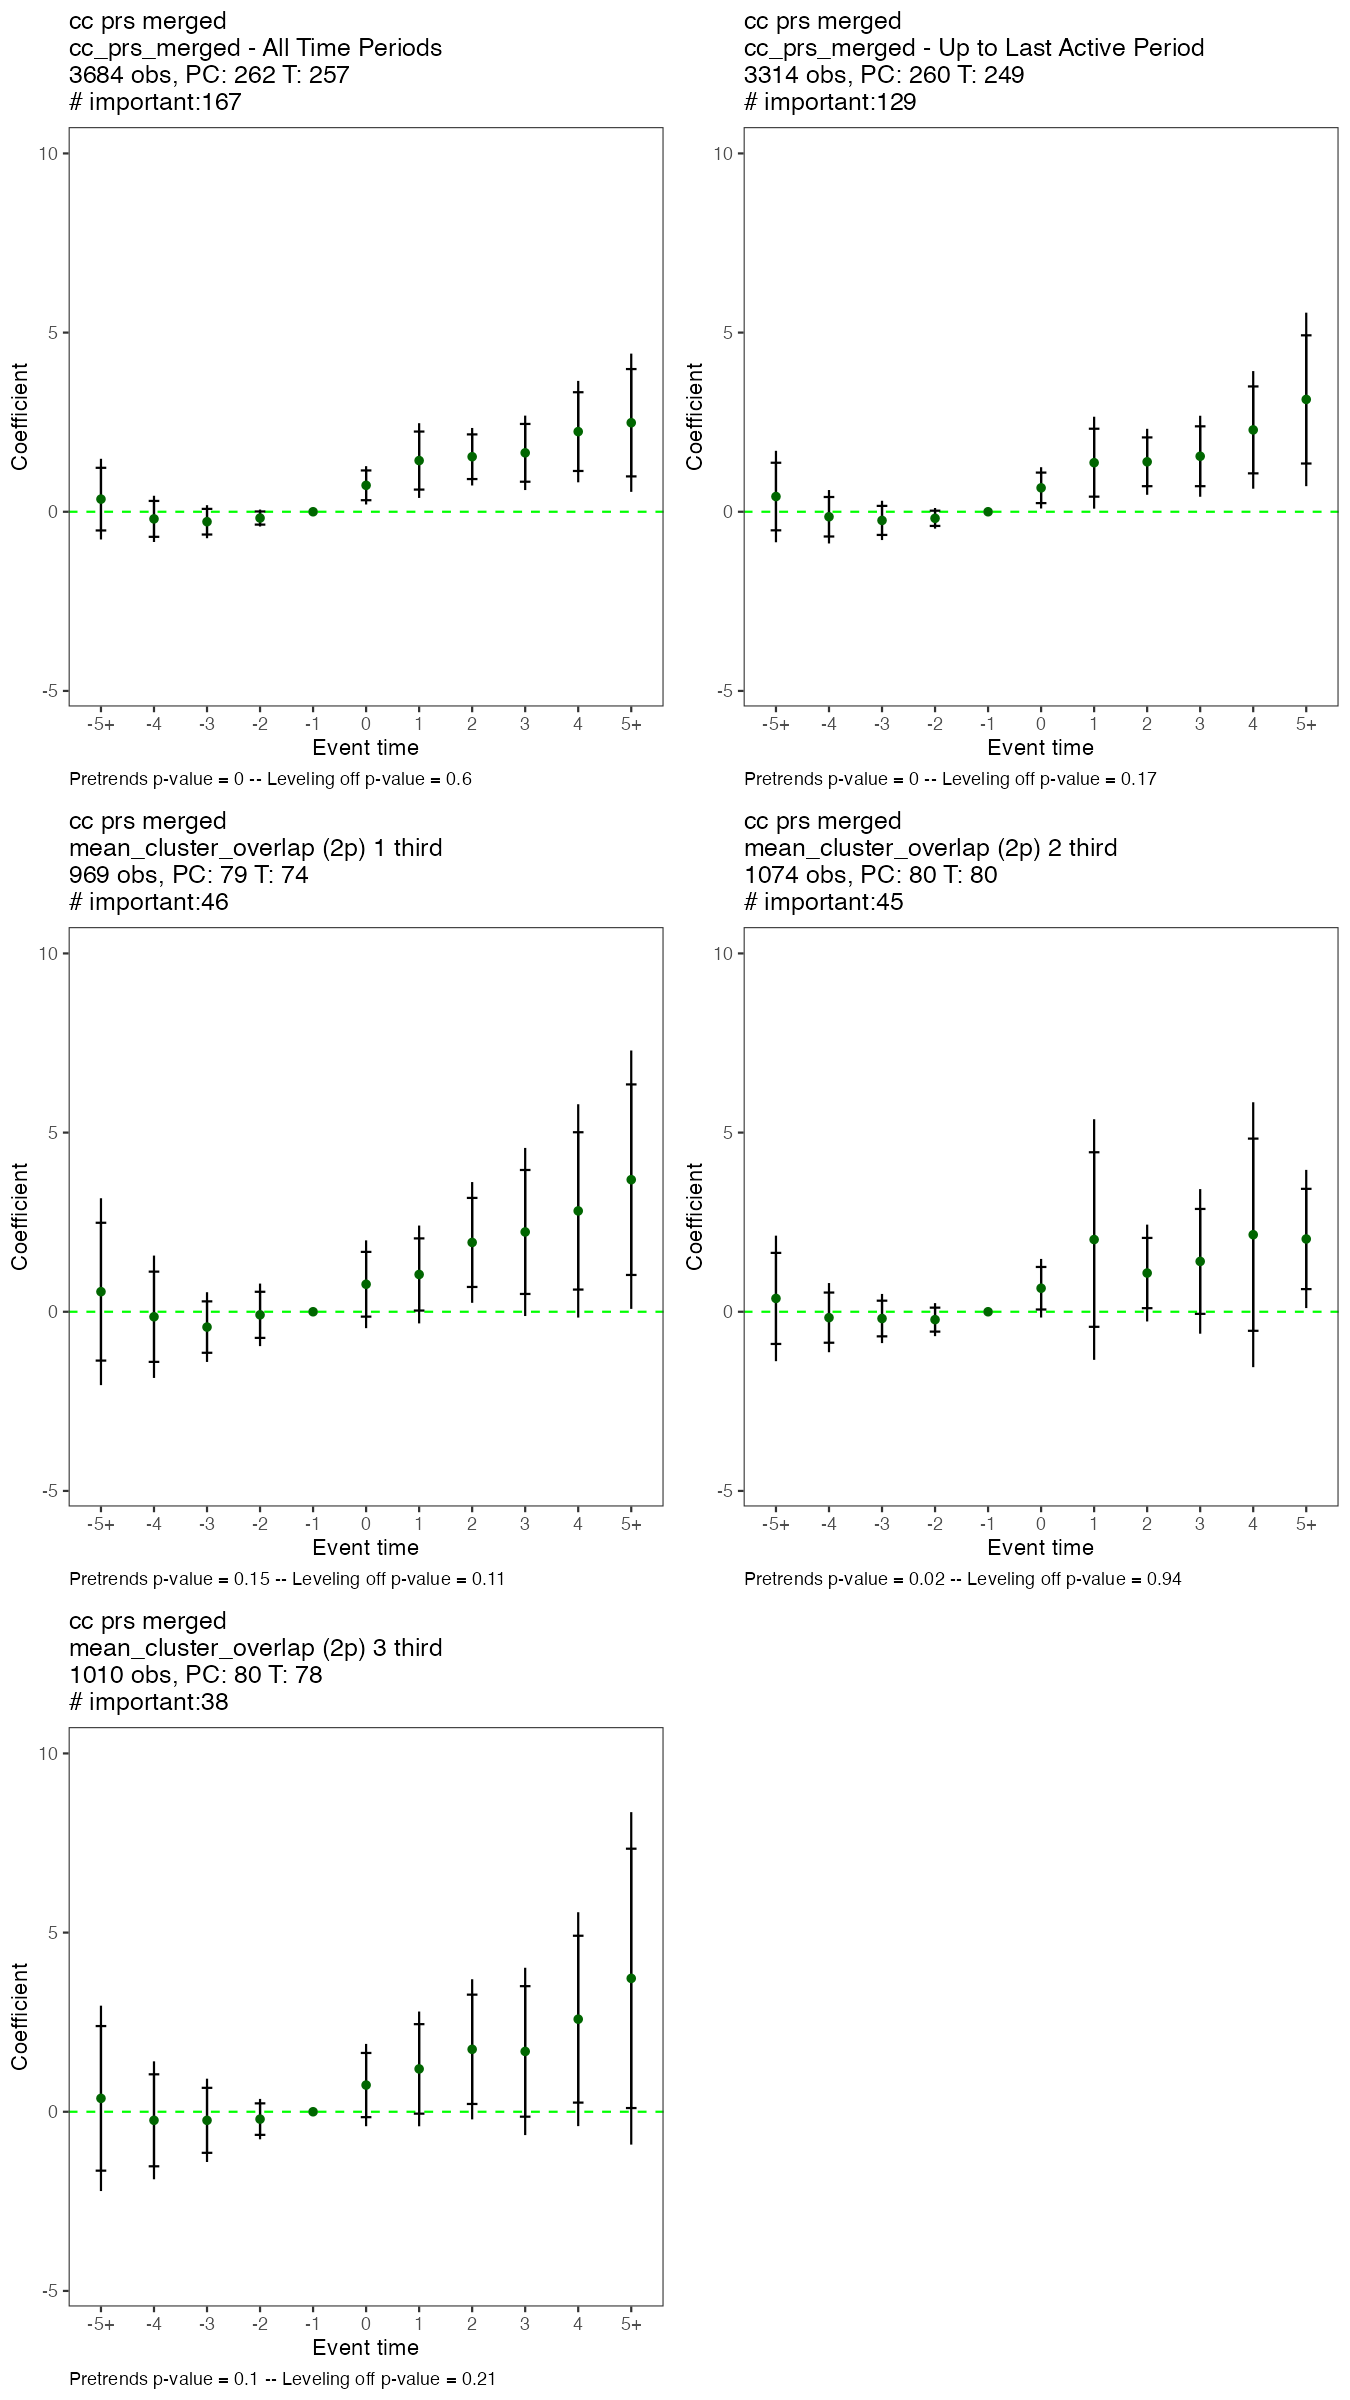 cc prs merged
cc_prs_merged - All Time Periods
3684 obs, PC: 262 T: 257
# important:167
10
5
0
-5
Coefficient
-5+ -4 -3 -2 -1 0 1 2 3 4 5+
Event time
Pretrends p-value = 0 -- Leveling off p-value = 0.6
cc prs merged
cc_prs_merged - Up to Last Active Period
3314 obs, PC: 260 T: 249
# important:129
10
5
0
-5
Coefficient
-5+ -4 -3 -2 -1 0 1 2 3 4 5+
Event time
Pretrends p-value = 0 -- Leveling off p-value = 0.17
cc prs merged
mean_cluster_overlap (2p) 1 third
969 obs, PC: 79 T: 74
# important:46
10
5
0
-5
Coefficient
-5+ -4 -3 -2 -1 0 1 2 3 4 5+
Event time
Pretrends p-value = 0.15 -- Leveling off p-value = 0.11
cc prs merged
mean_cluster_overlap (2p) 2 third
1074 obs, PC: 80 T: 80
# important:45
10
5
0
-5
Coefficient
-5+ -4 -3 -2 -1 0 1 2 3 4 5+
Event time
Pretrends p-value = 0.02 -- Leveling off p-value = 0.94
cc prs merged
mean_cluster_overlap (2p) 3 third
1010 obs, PC: 80 T: 78
# important:38
10
5
0
-5
Coefficient
-5+ -4 -3 -2 -1 0 1 2 3 4 5+
Event time
Pretrends p-value = 0.1 -- Leveling off p-value = 0.21